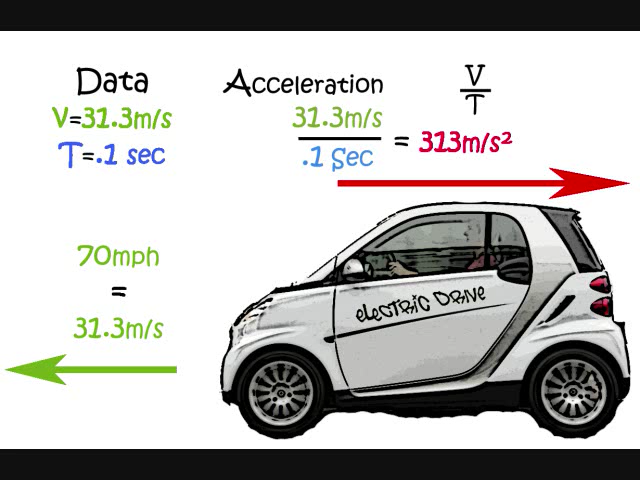 Data
V=31.3m/s
T=.1 sec
Acceleration
31.3m/s
.1 Sec
= 313m/s²
V
T
70mph
=
31.3m/s
eLeCTRIC DRIVe